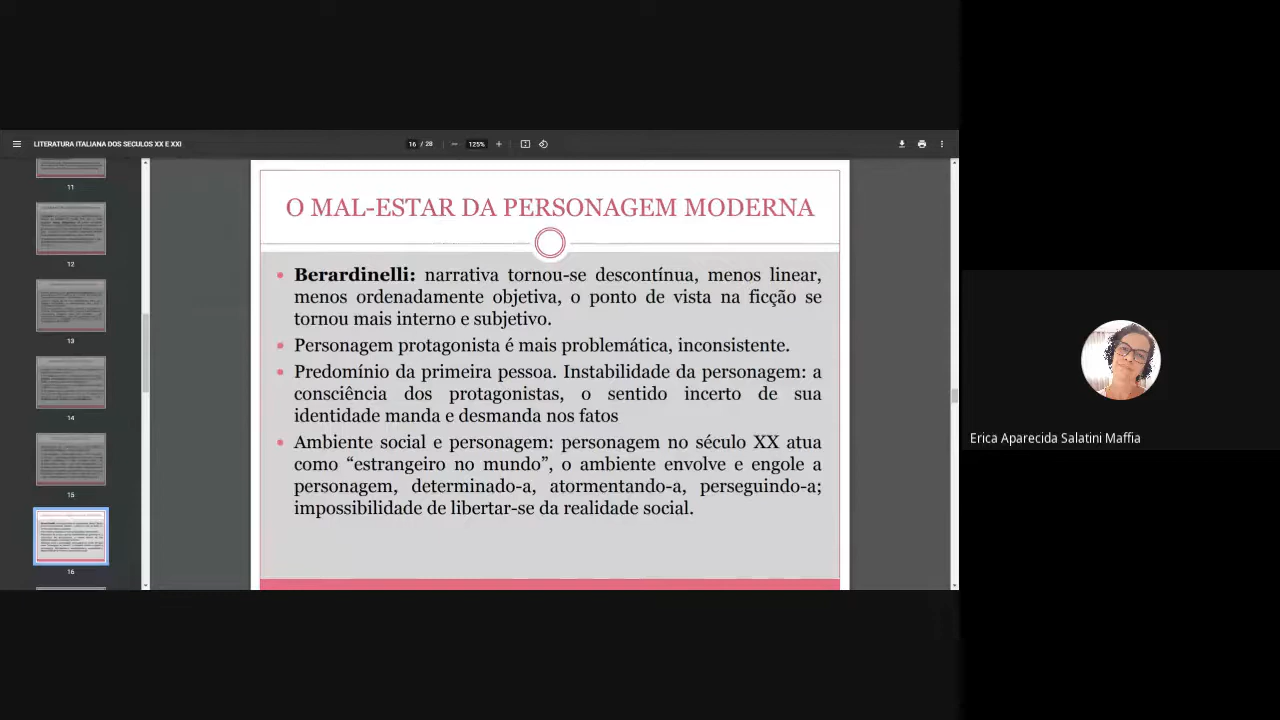 LITERATURA ITALIANA DOS SECULOS XX E XXI
16 / 28
125%
11
12
13
14
15
16
O MAL-ESTAR DA PERSONAGEM MODERNA
Berardinelli: narrativa tornou-se descontínua, menos linear,
menos ordenadamente objetiva, o ponto de vista na ficção se
tornou mais interno e subjetivo.
Personagem protagonista é mais problemática, inconsistente.
Predomínio da primeira pessoa. Instabilidade da personagem: a
consciência dos protagonistas, o sentido incerto de sua
identidade manda e desmanda nos fatos
Ambiente social e personagem: personagem no século XX atua
como “estrangeiro no mundo”, o ambiente envolve e engole a
personagem, determinado-a, atormentando-a, perseguindo-a;
impossibilidade de libertar-se da realidade social.
Erica Aparecida Salatini Maffia